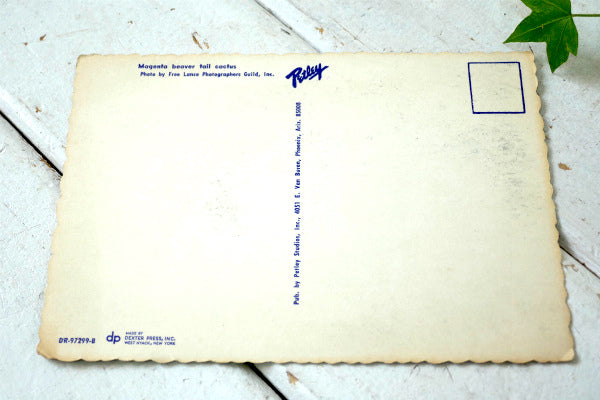 Magenta beaver tail cactus
Photo by Free Lance Photographers Guild, Inc.
Petley
Pub. by Petley Studios, Inc., 4051 E. Van Buren, Phoenix, Ariz. 85008
DR-97299-B
dp
MADE BY
DEXTER PRESS, INC.
WEST NYACK, NEW YORK